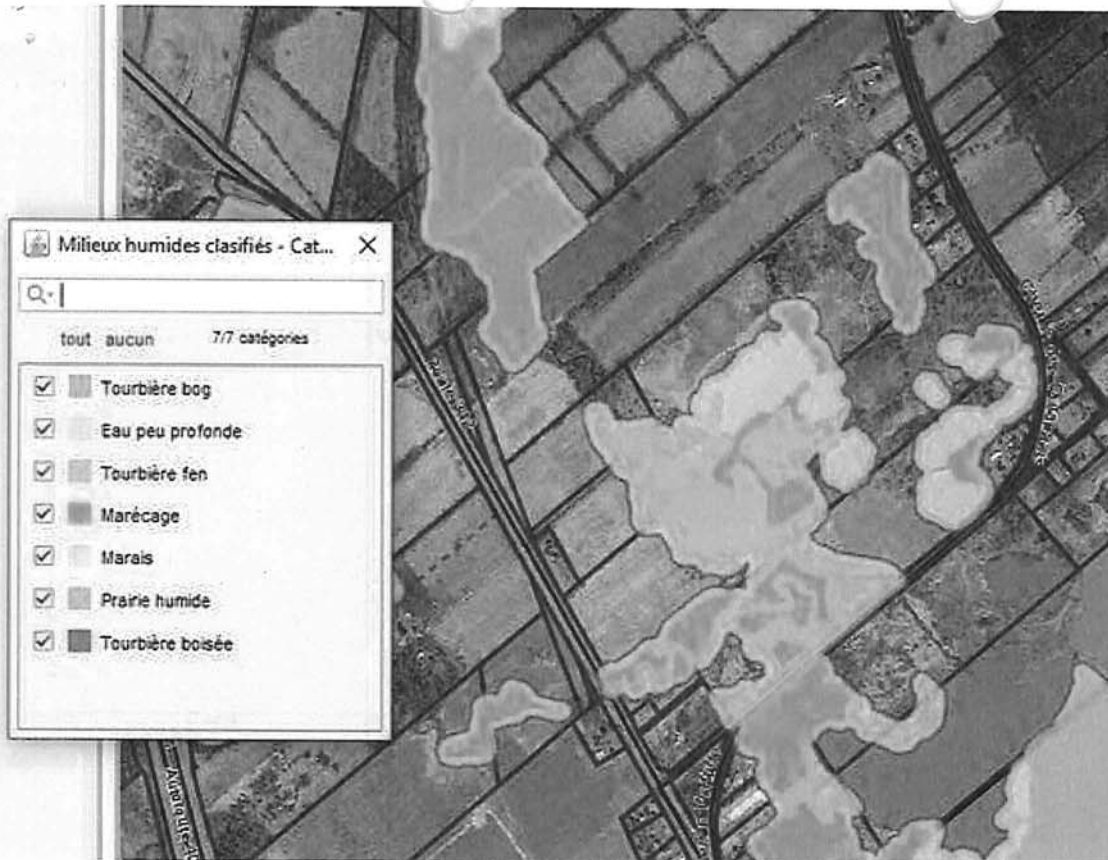 Milieux humides clasifiés - Cat...
tout aucun 7/7 catégories
Tourbière bog
Eau peu profonde
Tourbière fen
Marécage
Marais
Prairie humide
Tourbière boisée